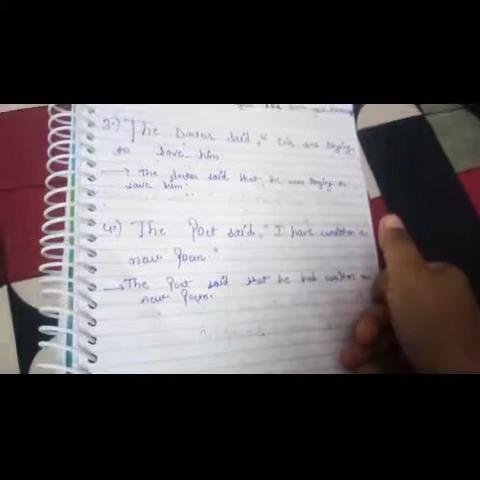 3.) The Doctor said, " We are trying
to save him
→ The doctor said that he was trying to
save him.
4.) The Poet said, " I have written a
new Poem."
→ The Poet said that he had written a
new Poem.